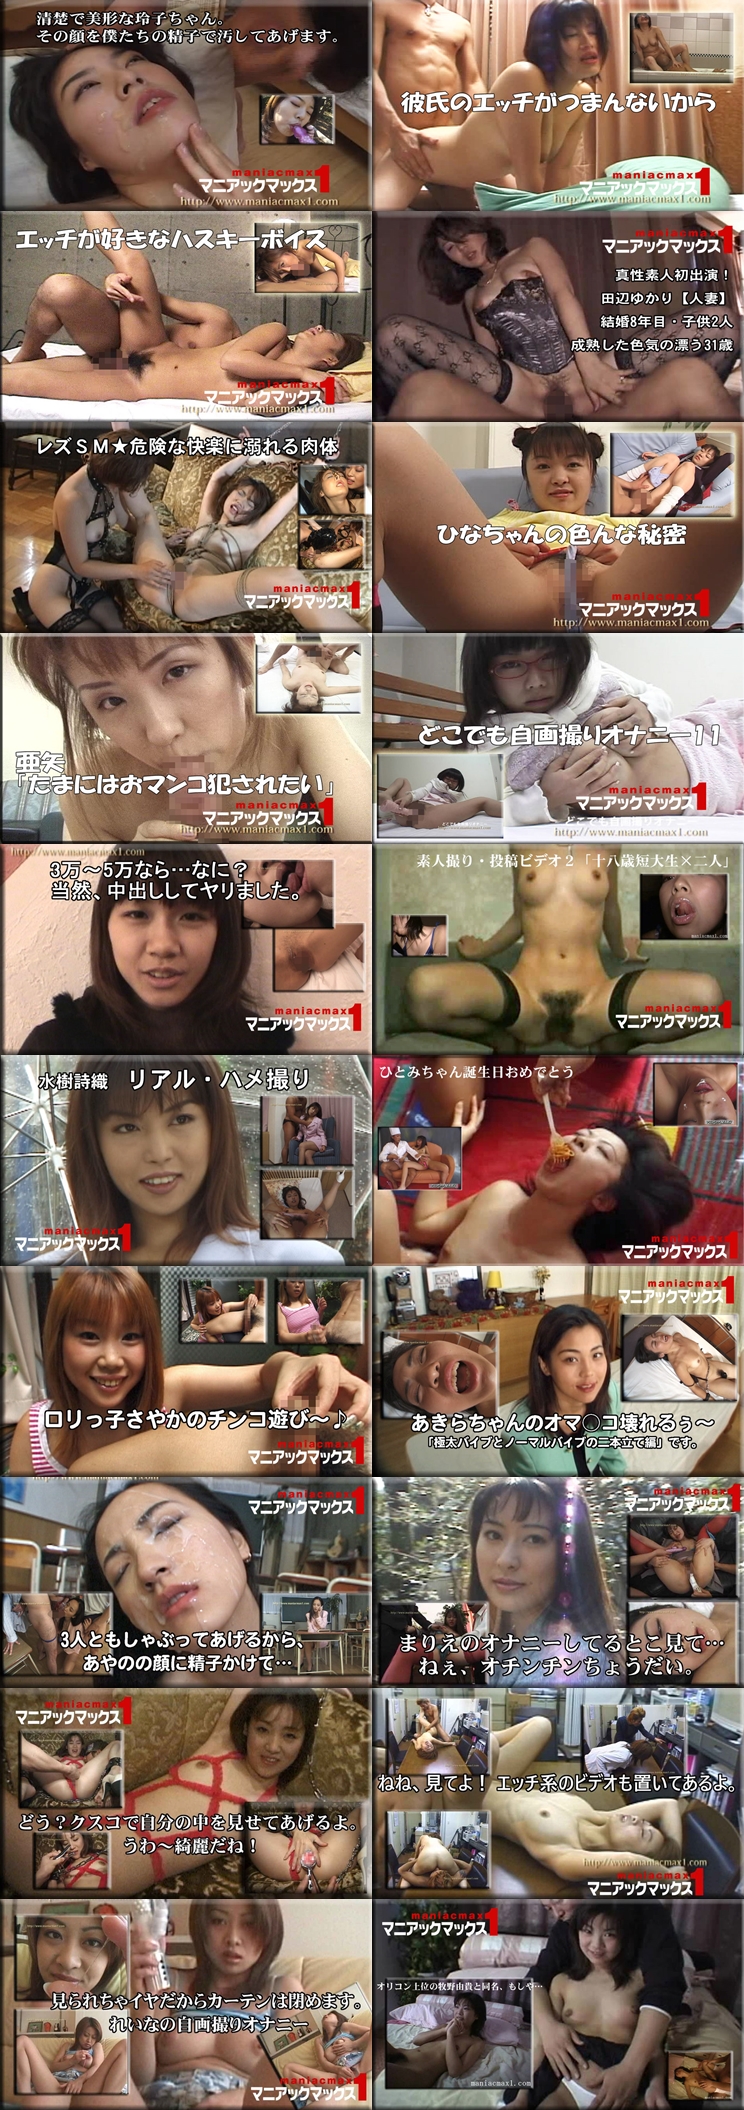 清楚で美形な玲子ちゃん。
その顔を僕たちの精子で汚してあげます。
maniacmax
マニアックマックス1
http://www.maniacmax1.com
彼氏のエッチがつまんないから
maniacmax
マニアックマックス1
http://www.maniacmax1.com
エッチが好きなハスキーボイス
maniacmax
マニアックマックス1
http://www.maniacmax1.com
maniacmax
マニアックマックス1
真性素人初出演！
田辺ゆかり【人妻】
結婚8年目・子供2人
成熟した色気の漂う31歳
レズＳＭ★危険な快楽に溺れる肉体
maniacmax
マニアックマックス1
ひなちゃんの色んな秘密
maniacmax
マニアックマックス1
http://www.maniacmax1.com
亜矢
「たまにはおマンコ犯されたい」
maniacmax
マニアックマックス1
http://www.maniacmax1.com
どこでも自画撮りオナニー11
maniacmax
マニアックマックス1
http://www.maniacmax1.com
3万～5万なら…なに？
当然、中出ししてヤリました。
maniacmax
マニアックマックス1
素人撮り・投稿ビデオ２「十八歳短大生×二人」
maniacmax1.com
maniacmax
マニアックマックス1
水樹詩織　リアル・ハメ撮り
maniacmax
マニアックマックス1
ひとみちゃん誕生日おめでとう
maniacmax
マニアックマックス1
maniacmax
マニアックマックス1
maniacmax
マニアックマックス1
あきらちゃんのオマ○コ壊れるぅ～
「極太バイブとノーマルバイブの二本立て編」です。
maniacmax
マニアックマックス1
3人ともしゃぶってあげるから、
あやのの顔に精子かけて…
maniacmax
マニアックマックス1
まりえのオナニーしてるとこ見て…
ねぇ、オチンチンちょうだい。
maniacmax
マニアックマックス1
どう？クスコで自分の中を見せてあげるよ。
うわ～綺麗だね！
ねね、見てよ！ エッチ系のビデオも置いてあるよ。
http://www.maniacmax1.com
maniacmax
マニアックマックス1
見られちゃイヤだからカーテンは閉めます。
れいなの自画撮りオナニー
maniacmax
マニアックマックス1
maniacmax
マニアックマックス1
オリコン上位の牧野由貴と同名、もしや…
maniacmax1.com